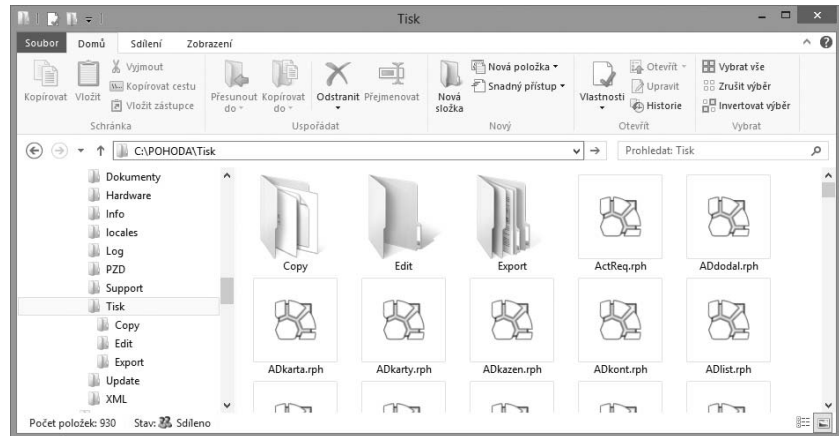 Tisk
Soubor Domů Sdílení Zobrazení
Kopírovat
Vložit
Vyjmout
Kopírovat cestu
Vložit zástupce
Schránka
Přesunout do
Kopírovat do
Odstranit
Přejmenovat
Uspořádat
Nová složka
Nová položka
Snadný přístup
Nový
Vlastnosti
Otevřít
Upravit
Historie
Otevřít
Vybrat vše
Zrušit výběr
Invertovat výběr
Vybrat
C:\POHODA\Tisk
Prohledat: Tisk
Dokumenty
Hardware
Info
locales
Log
PZD
Support
Tisk
Copy
Edit
Export
Update
XML
Copy Edit Export ActReq.rph ADdodal.rph
ADkarta.rph ADkarty.rph ADkazen.rph ADkont.rph ADlist.rph
Počet položek: 930 Stav: Sdíleno